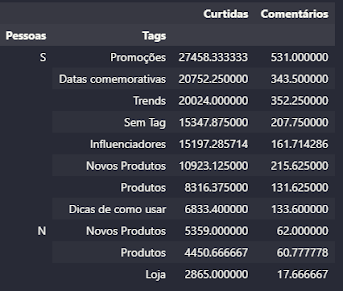 Curtidas Comentários
Pessoas Tags
S Promoções 27458.333333 531.000000
Datas comemorativas 20752.250000 343.500000
Trends 20024.000000 352.250000
Sem Tag 15347.875000 207.750000
Influenciadores 15197.285714 161.714286
Novos Produtos 10923.125000 215.625000
Produtos 8316.375000 131.625000
Dicas de como usar 6833.400000 133.600000
N Novos Produtos 5359.000000 62.000000
Produtos 4450.666667 60.777778
Loja 2865.000000 17.666667